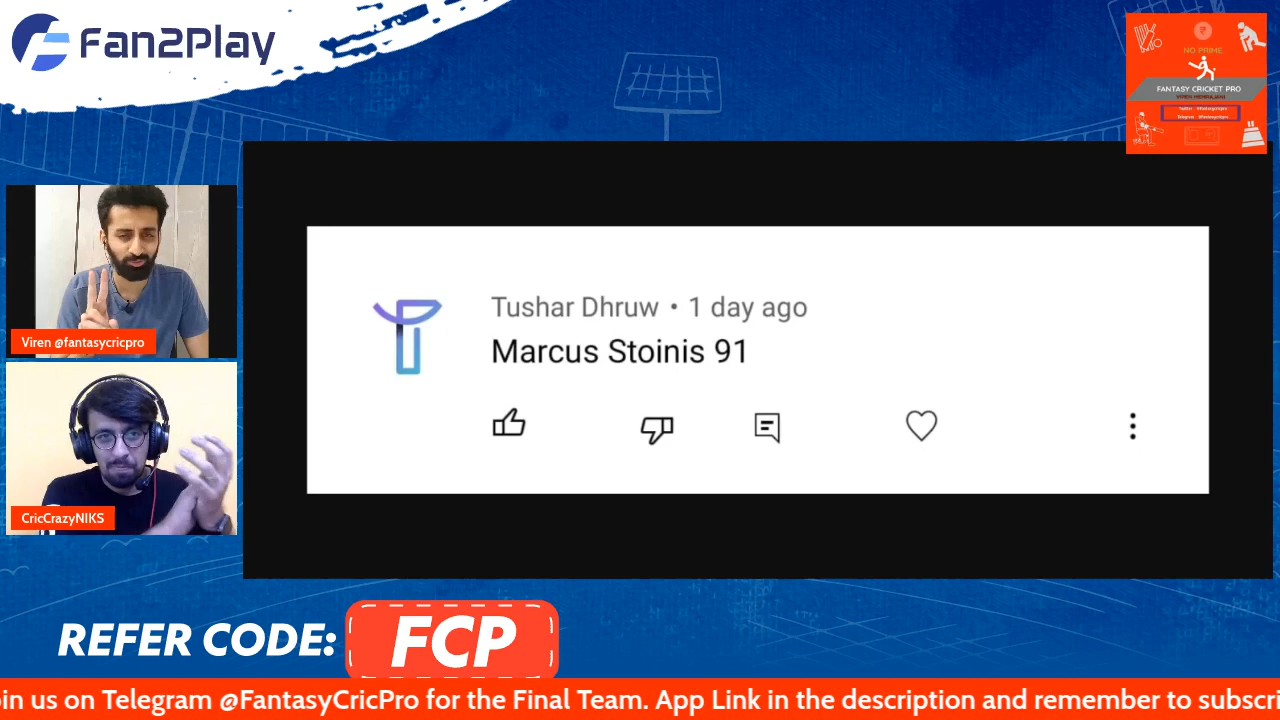 Fan2Play
NO PRIME
FANTASY CRICKET PRO
Viren @fantasycricpro
CricCrazyNIKS
Tushar Dhruw • 1 day ago
Marcus Stoinis 91
REFER CODE: FCP
oin us on Telegram @FantasyCricPro for the Final Team. App Link in the description and remember to subscri